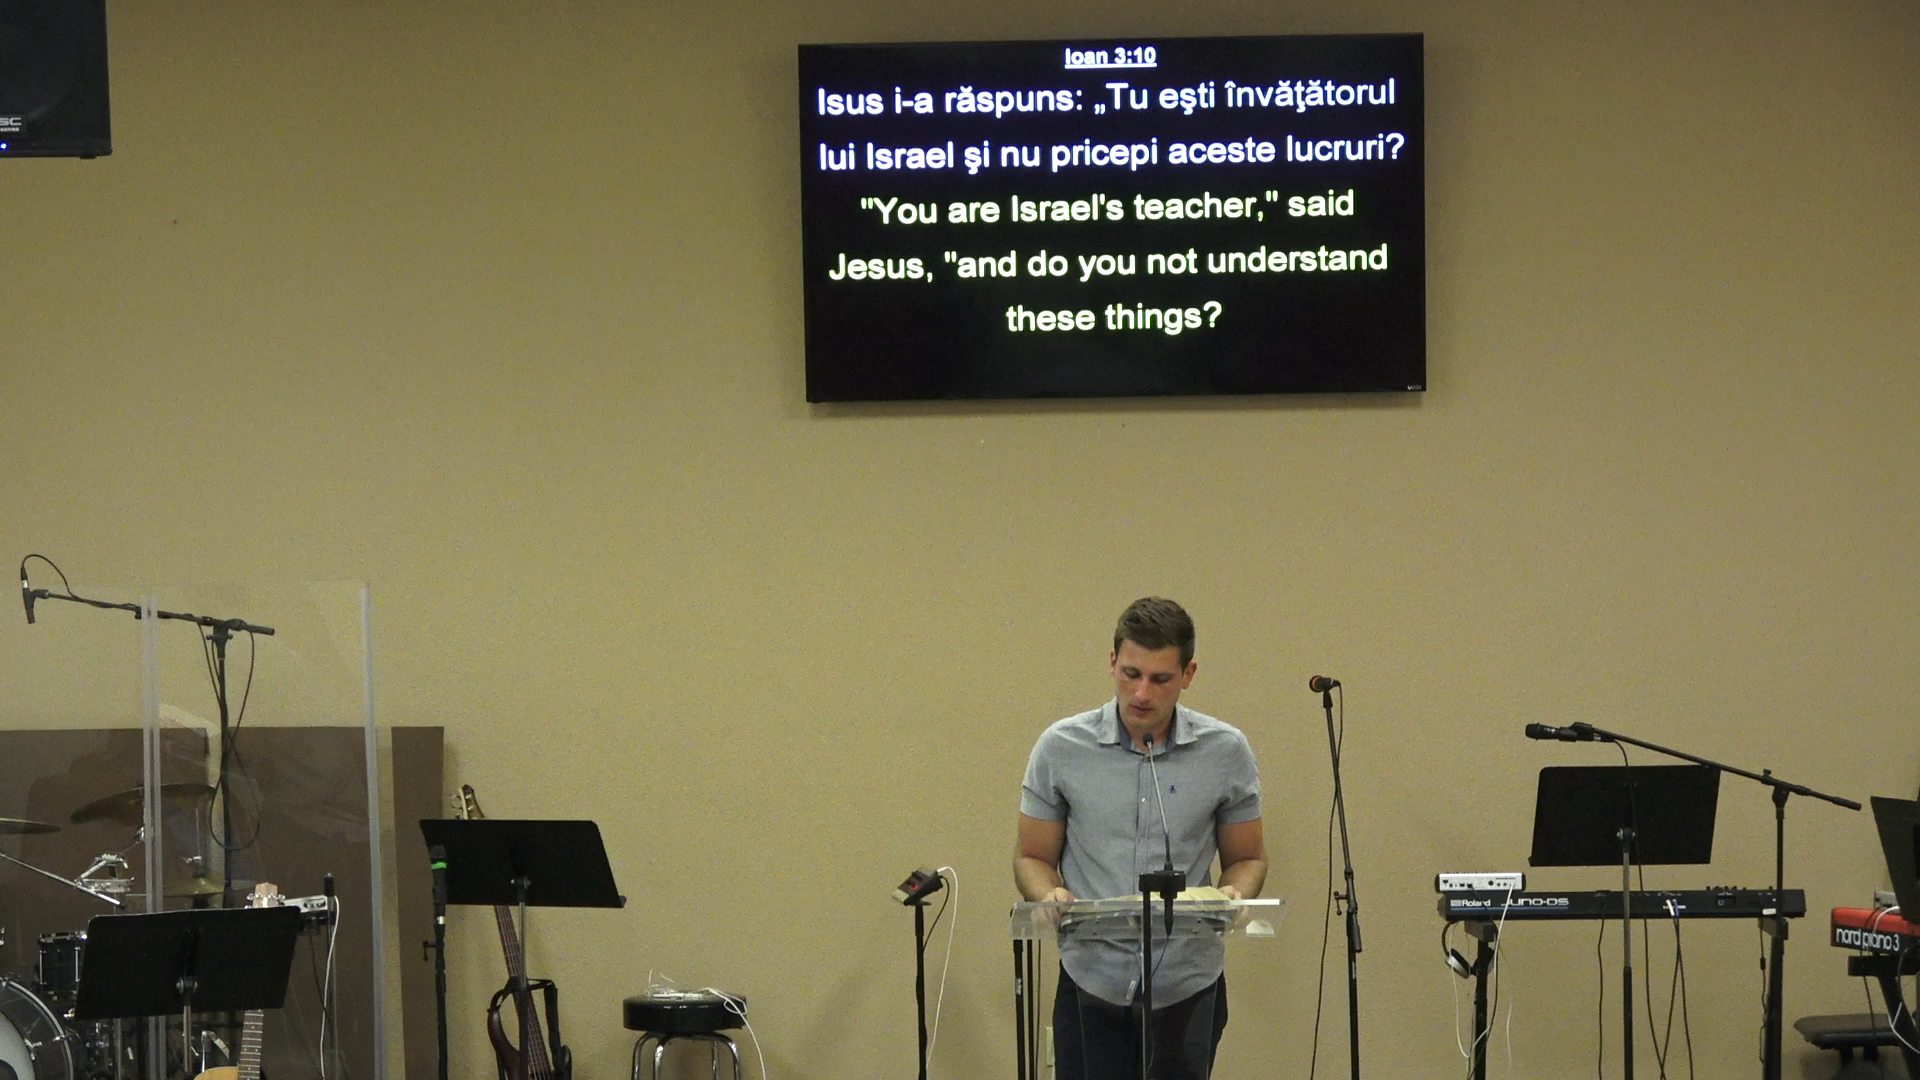 Ioan 3:10
Isus i-a răspuns: „Tu eşti învăţătorul
lui Israel şi nu pricepi aceste lucruri?
"You are Israel's teacher," said
Jesus, "and do you not understand
these things?
Roland JUNO-DS
nord piano 3